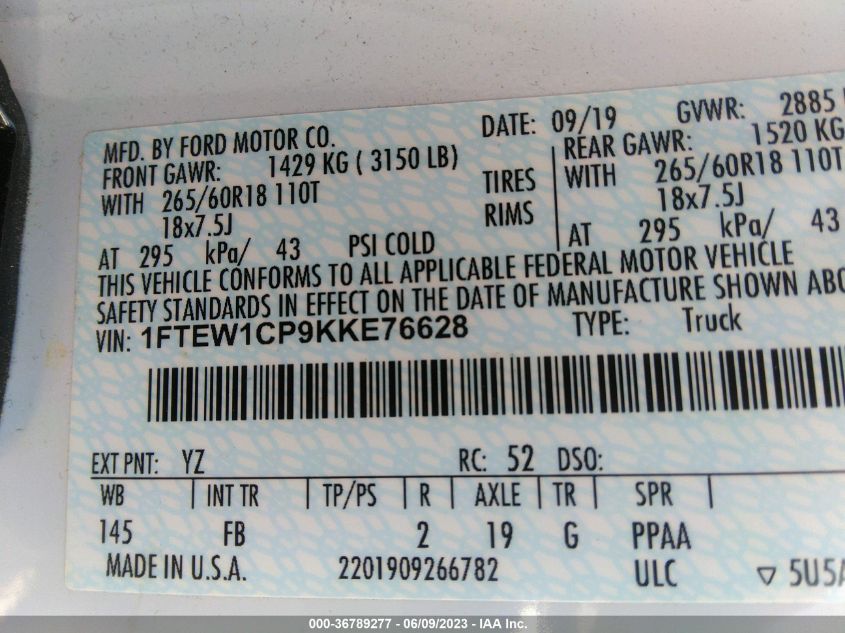 MFD. BY FORD MOTOR CO. DATE: 09/19 GVWR: 2885
FRONT GAWR: 1429 KG ( 3150 LB) REAR GAWR: 1520 KG
WITH 265/60R18 110T TIRES WITH 265/60R18 110T
18x7.5J RIMS 18x7.5J
AT 295 kPa/ 43 PSI COLD AT 295 kPa/ 43
THIS VEHICLE CONFORMS TO ALL APPLICABLE FEDERAL MOTOR VEHICLE
SAFETY STANDARDS IN EFFECT ON THE DATE OF MANUFACTURE SHOWN ABO
VIN: 1FTEW1CP9KKE76628 TYPE: Truck
EXT PNT: YZ RC: 52 DSO:
WB | INT TR | TP/PS | R | AXLE | TR | SPR |
145 FB 2 19 G PPAA
MADE IN U.S.A. 2201909266782 ULC ▽ 5U5A
000-36789277 - 06/09/2023 - IAA Inc.